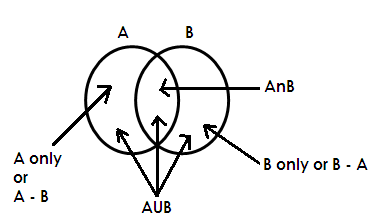 A
B
AnB
A only
or
A - B
B only or B - A
AUB